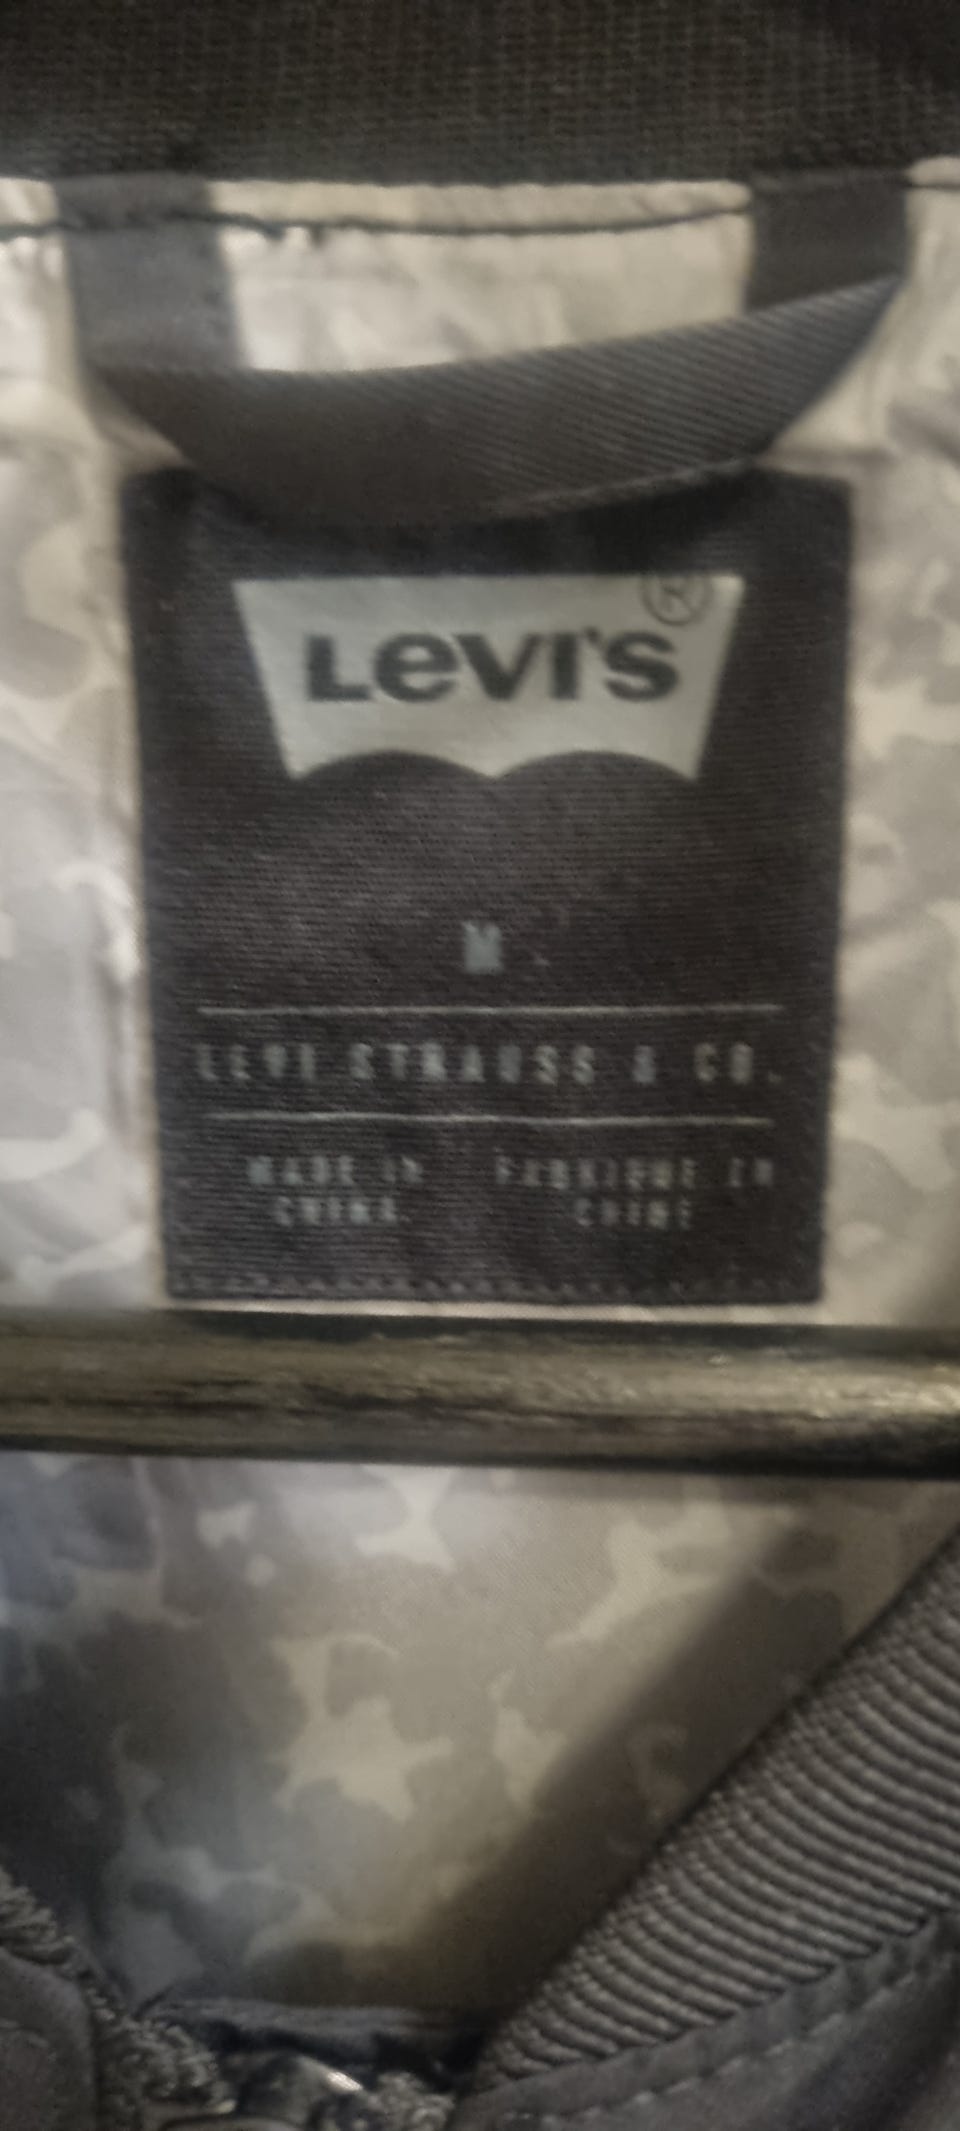 LEVI'S ®
M
LEVI STRAUSS & CO.
MADE IN FABRIQUÉ EN
CHINA CHINE